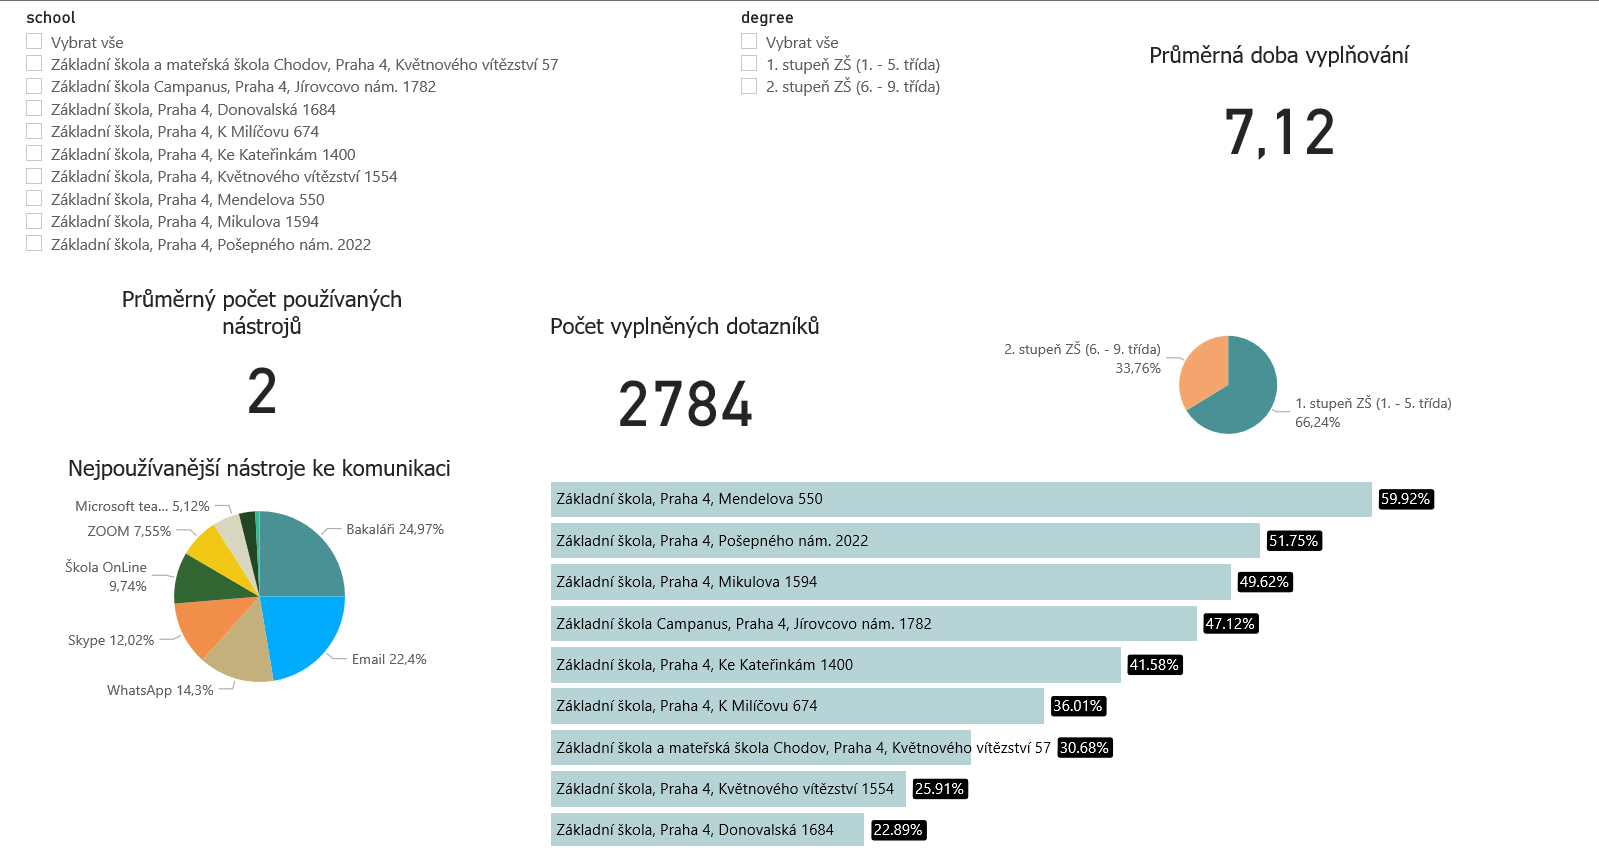 school
Vybrat vše
Základní škola a mateřská škola Chodov, Praha 4, Květnového vítězství 57
Základní škola Campanus, Praha 4, Jírovcovo nám. 1782
Základní škola, Praha 4, Donovalská 1684
Základní škola, Praha 4, K Milíčovu 674
Základní škola, Praha 4, Ke Kateřinkám 1400
Základní škola, Praha 4, Květnového vítězství 1554
Základní škola, Praha 4, Mendelova 550
Základní škola, Praha 4, Mikulova 1594
Základní škola, Praha 4, Pošepného nám. 2022
degree
Vybrat vše
1. stupeň ZŠ (1. - 5. třída)
2. stupeň ZŠ (6. - 9. třída)
Průměrná doba vyplňování
7,12
Průměrný počet používaných
nástrojů
2
Počet vyplněných dotazníků
2784
2. stupeň ZŠ (6. - 9. třída)
33,76%
1. stupeň ZŠ (1. - 5. třída)
66,24%
Nejpoužívanější nástroje ke komunikaci
Microsoft tea... 5,12%
ZOOM 7,55%
Škola OnLine
9,74%
Skype 12,02%
WhatsApp 14,3%
Email 22,4%
Bakaláři 24,97%
Základní škola, Praha 4, Mendelova 550 59.92%
Základní škola, Praha 4, Pošepného nám. 2022 51.75%
Základní škola, Praha 4, Mikulova 1594 49.62%
Základní škola Campanus, Praha 4, Jírovcovo nám. 1782 47.12%
Základní škola, Praha 4, Ke Kateřinkám 1400 41.58%
Základní škola, Praha 4, K Milíčovu 674 36.01%
Základní škola a mateřská škola Chodov, Praha 4, Květnového vítězství 57 30.68%
Základní škola, Praha 4, Květnového vítězství 1554 25.91%
Základní škola, Praha 4, Donovalská 1684 22.89%